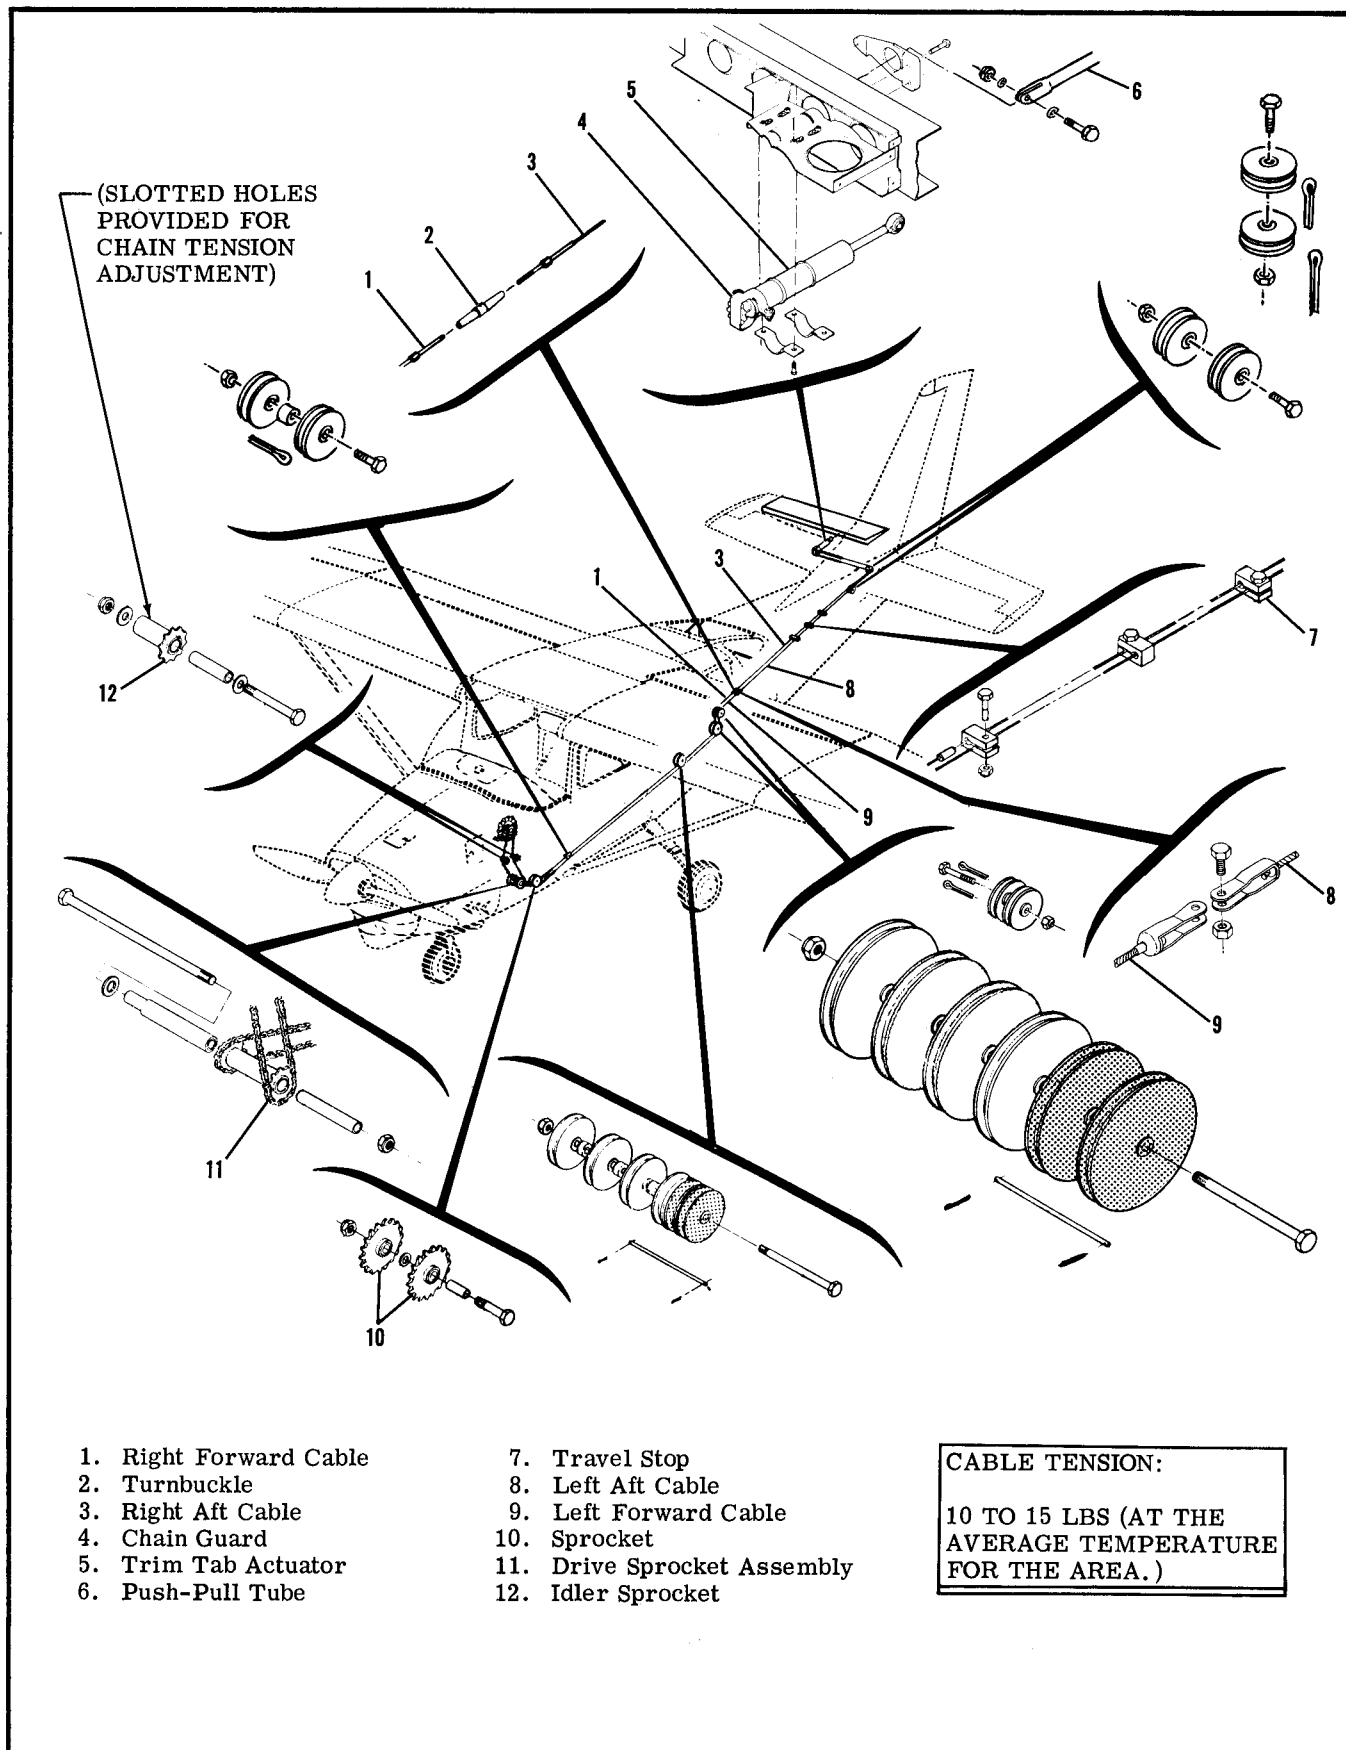 5
6
4
3
(SLOTTED HOLES
PROVIDED FOR
CHAIN TENSION
ADJUSTMENT)
2
1
1
3
7
12
8
9
8
9
11
10
1. Right Forward Cable
2. Turnbuckle
3. Right Aft Cable
4. Chain Guard
5. Trim Tab Actuator
6. Push-Pull Tube
7. Travel Stop
8. Left Aft Cable
9. Left Forward Cable
10. Sprocket
11. Drive Sprocket Assembly
12. Idler Sprocket
CABLE TENSION:
10 TO 15 LBS (AT THE
AVERAGE TEMPERATURE
FOR THE AREA.)